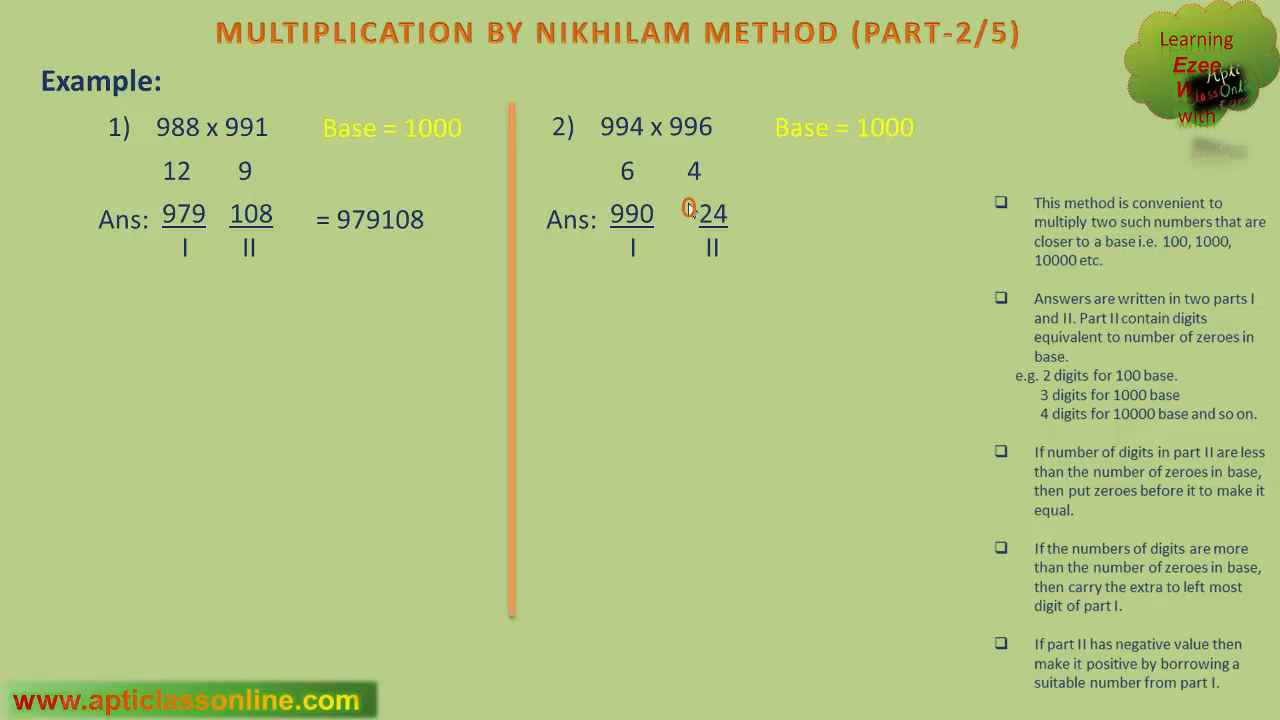 MULTIPLICATION BY NIKHILAM METHOD (PART-2/5)
Learning
Ezee
with
Apti
ClassOnline
Example:
1) 988 x 991 Base = 1000
12 9
Ans: 979 108 = 979108
I II
2) 994 x 996 Base = 1000
6 4
Ans: 990 024
I II
❑ This method is convenient to
multiply two such numbers that are
closer to a base i.e. 100, 1000,
10000 etc.
❑ Answers are written in two parts I
and II. Part II contain digits
equivalent to number of zeroes in
base.
e.g. 2 digits for 100 base.
3 digits for 1000 base
4 digits for 10000 base and so on.
❑ If number of digits in part II are less
than the number of zeroes in base,
then put zeroes before it to make it
equal.
❑ If the numbers of digits are more
than the number of zeroes in base,
then carry the extra to left most
digit of part I.
❑ If part II has negative value then
make it positive by borrowing a
suitable number from part I.
www.apticlassonline.com